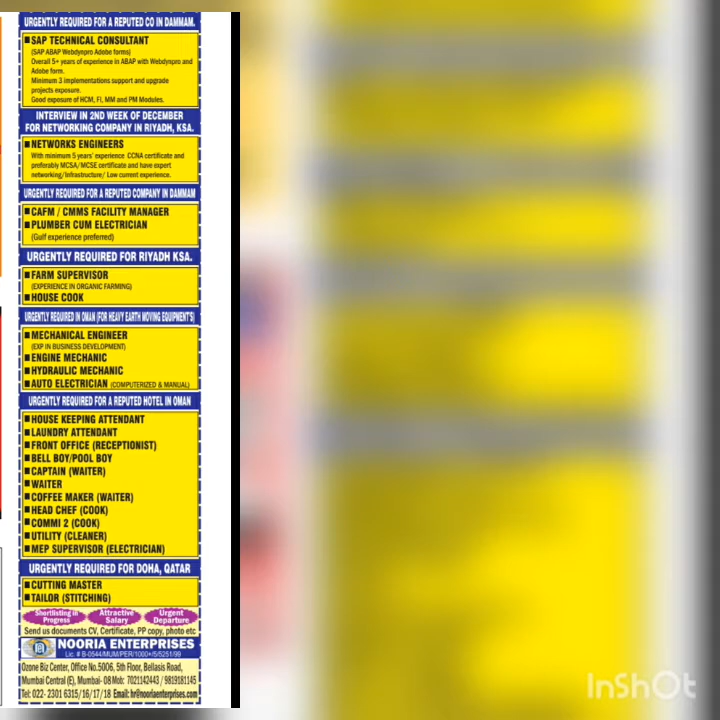 URGENTLY REQUIRED FOR A REPUTED CO IN DAMMAM.
■ SAP TECHNICAL CONSULTANT
(SAP ABAP Webdynpro Adobe forms)
Overall 5+ years of experience in ABAP with Webdyspro and
Adobe form.
Minimum 3 implementations support and upgrade
projects exposure.
Good exposure of HCM, FI, MM and PM Modules.
INTERVIEW IN 2ND WEEK OF DECEMBER
FOR NETWORKING COMPANY IN RIYADH, KSA.
■ NETWORKS ENGINEERS
With minimum 5 years' experience CCNA certificate and
preferably MCSA/MCSE certificate and have expert
networking/Infrastructure/ Low current experience.
URGENTLY REQUIRED FOR A REPUTED COMPANY IN DAMMAM
■ CAFM / CMMS FACILITY MANAGER
■ PLUMBER CUM ELECTRICIAN
(Gulf experience preferred)
URGENTLY REQUIRED FOR RIYADH KSA.
■ FARM SUPERVISOR
(EXPERIENCE IN ORGANIC FARMING)
■ HOUSE COOK
URGENTLY REQUIRED IN OMAN (FOR HEAVY EARTH MOVING EQUIPMENT'S)
■ MECHANICAL ENGINEER
(EXP IN BUSINESS DEVELOPMENT)
■ ENGINE MECHANIC
■ HYDRAULIC MECHANIC
■ AUTO ELECTRICIAN (COMPUTERIZED & MANUAL)
URGENTLY REQUIRED FOR A REPUTED HOTEL IN OMAN
■ HOUSE KEEPING ATTENDANT
■ LAUNDRY ATTENDANT
■ FRONT OFFICE (RECEPTIONIST)
■ BELL BOY/POOL BOY
■ CAPTAIN (WAITER)
■ WAITER
■ COFFEE MAKER (WAITER)
■ HEAD CHEF (COOK)
■ COMMI 2 (COOK)
■ UTILITY (CLEANER)
■ MEP SUPERVISOR (ELECTRICIAN)
URGENTLY REQUIRED FOR DOHA, QATAR
■ CUTTING MASTER
■ TAILOR (STITCHING)
Shortlisting in Progress Attractive Salary Urgent Departure
Send us documents CV, Certificate, PP copy, photo etc
NOORIA ENTERPRISES
Lic. # B-0544/MUM/PER/1000+/5/5251/99
Ozone Biz Center, Office No.5006, 5th Floor, Bellasis Road,
Mumbai Central (E), Mumbai- 08 Mob: 7021142443 / 9819181145
Tel: 022- 2301 6315/16/17/18 Email: hr@nooriaenterprises.com
InShOt